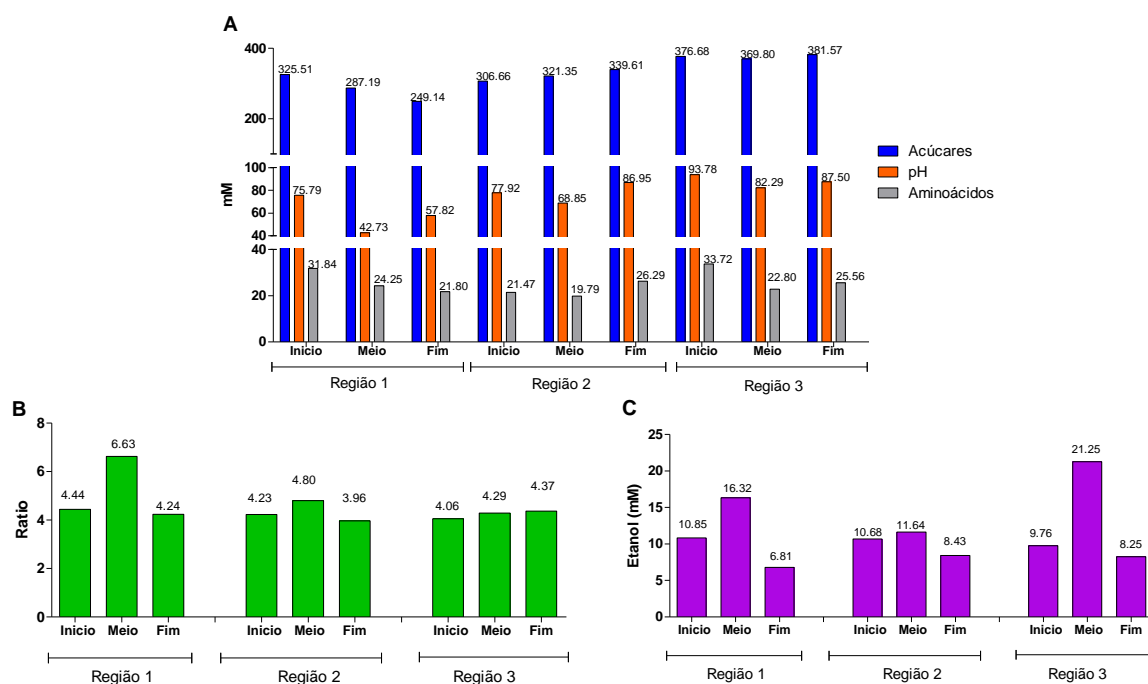 A
400
200
100
80
60
40
40
20
0
mM
325.51 287.19 249.14 306.66 321.35 339.61 376.68 369.80 381.57
75.79 42.73 57.82 77.92 68.85 86.95 93.78 82.29 87.50
31.84 24.25 21.80 21.47 19.79 26.29 33.72 22.80 25.56
Inicio Meio Fim Inicio Meio Fim Inicio Meio Fim
Região 1 Região 2 Região 3
Acúcares
pH
Aminoácidos
B
8
6
4
2
0
Ratio
4.44 6.63 4.24 4.23 4.80 3.96 4.06 4.29 4.37
Inicio Meio Fim Inicio Meio Fim Inicio Meio Fim
Região 1 Região 2 Região 3
C
25
20
15
10
5
0
Etanol (mM)
10.85 16.32 6.81 10.68 11.64 8.43 9.76 21.25 8.25
Inicio Meio Fim Inicio Meio Fim Inicio Meio Fim
Região 1 Região 2 Região 3